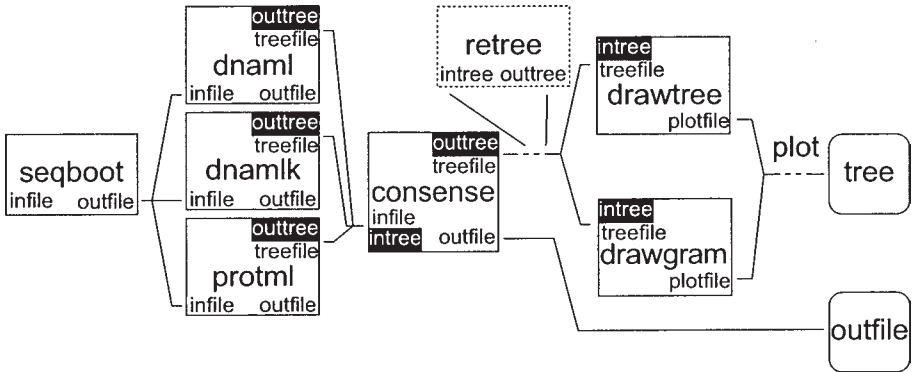 seqboot
infile outfile
outtree
treefile
dnaml
infile outfile
outtree
treefile
dnamlk
infile outfile
outtree
treefile
protml
infile outfile
outtree
treefile
consense
infile
intree outfile
retree
intree outtree
intree
treefile
drawtree
plotfile
intree
treefile
drawgram
plotfile
plot
tree
outfile